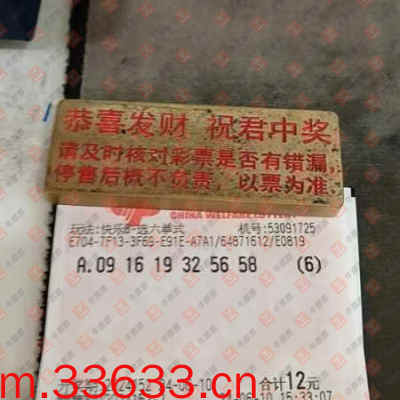 恭喜发财 祝君中奖
请及时核对彩票是否有错漏,
停售后概不负责, 以票为准
CHINA WELFARE LOTTERY
玩法:快乐8-选六单式 机号:53091725
E704-7F13-3F69-E91E-A7A1/64871612/E0819
A.09 16 19 32 56 58 (6)
合计12元
15:33:07
m.33633.cn